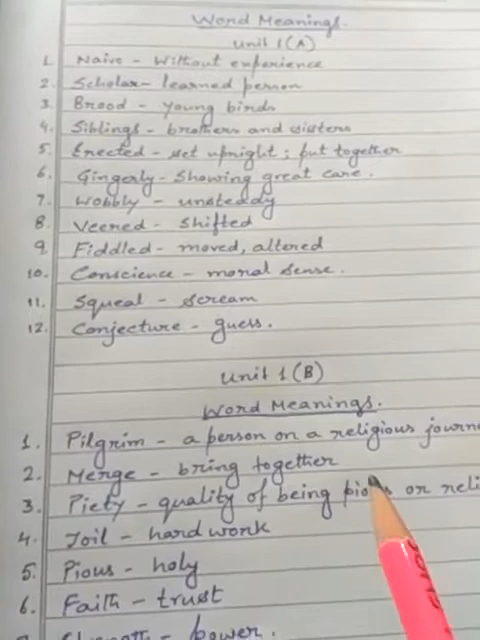 Word Meanings.
Unit 1(A)
1. Naive - Without experience
2. Scholar - learned person
3. Brood - young birds
4. Siblings - brothers and sisters
5. Erected - set upright; put together
6. Gingerly - Showing great care.
7. Wobbly - unsteady
8. Veered - shifted
9. Fiddled - moved, altered
10. Conscience - moral sense.
11. Squeal - scream
12. Conjecture - guess.
Unit 1(B)
Word Meanings.
1. Pilgrim - a person on a religious
2. Merge - bring together
3. Piety - quality of being or
4. Toil - hard work
5. Pious - holy
6. Faith - trust
power.